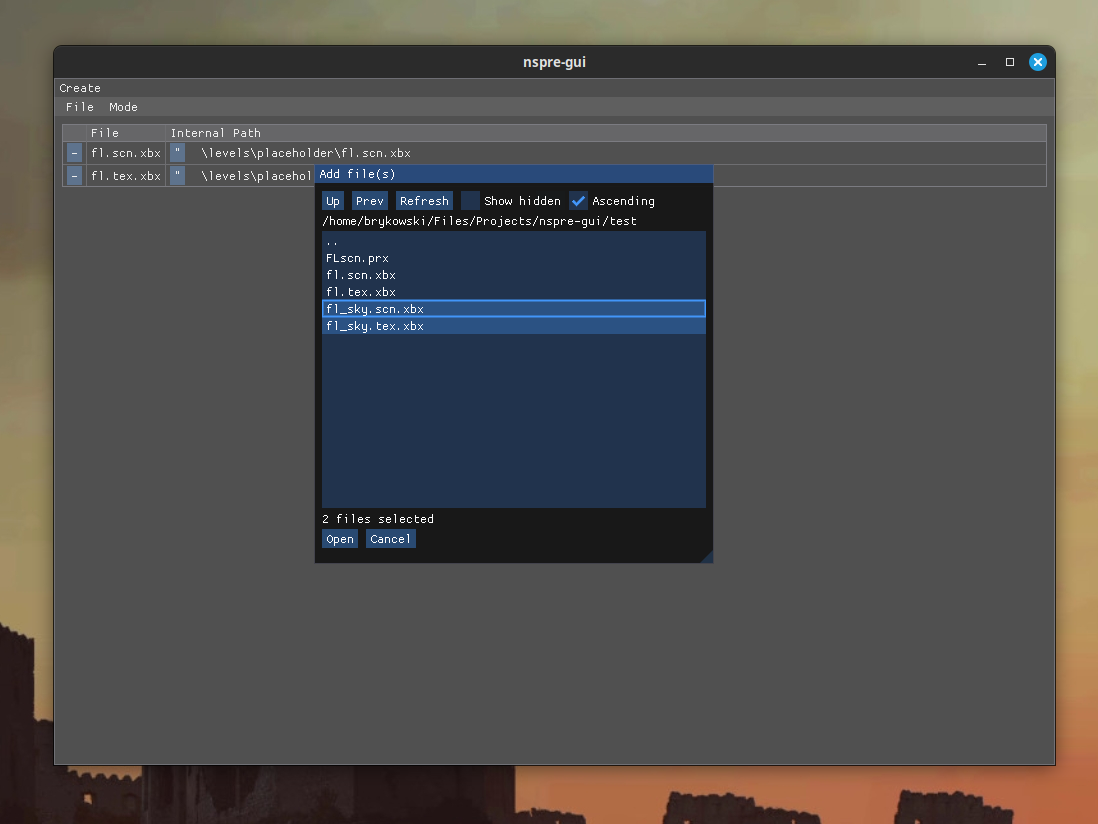 nspre-gui
Create
File Mode
File Internal Path
- fl.scn.xbx " \levels\placeholder\fl.scn.xbx
- fl.tex.xbx " \levels\placehol
Add file(s)
Up Prev Refresh Show hidden Ascending
/home/brykowski/Files/Projects/nspre-gui/test
..
FLscn.prx
fl.scn.xbx
fl.tex.xbx
fl_sky.scn.xbx
fl_sky.tex.xbx
2 files selected
Open Cancel